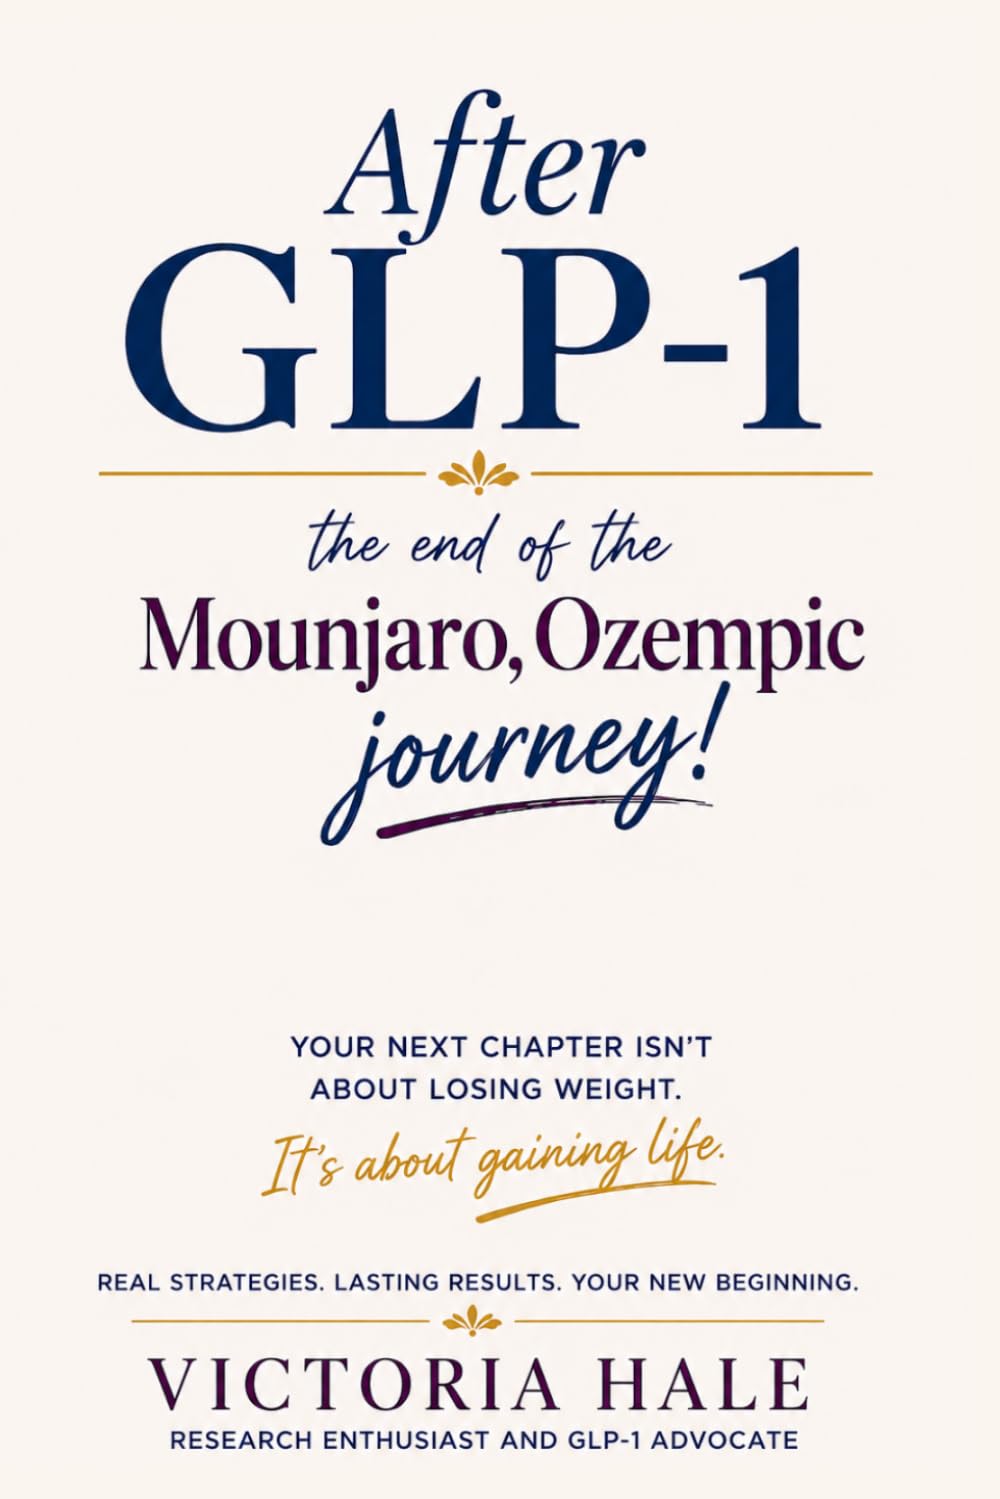 After
GLP-1
the end of the
Mounjaro, Ozempic
journey!
YOUR NEXT CHAPTER ISN'T
ABOUT LOSING WEIGHT.
It's about gaining life.
REAL STRATEGIES. LASTING RESULTS. YOUR NEW BEGINNING.
VICTORIA HALE
RESEARCH ENTHUSIAST AND GLP-1 ADVOCATE